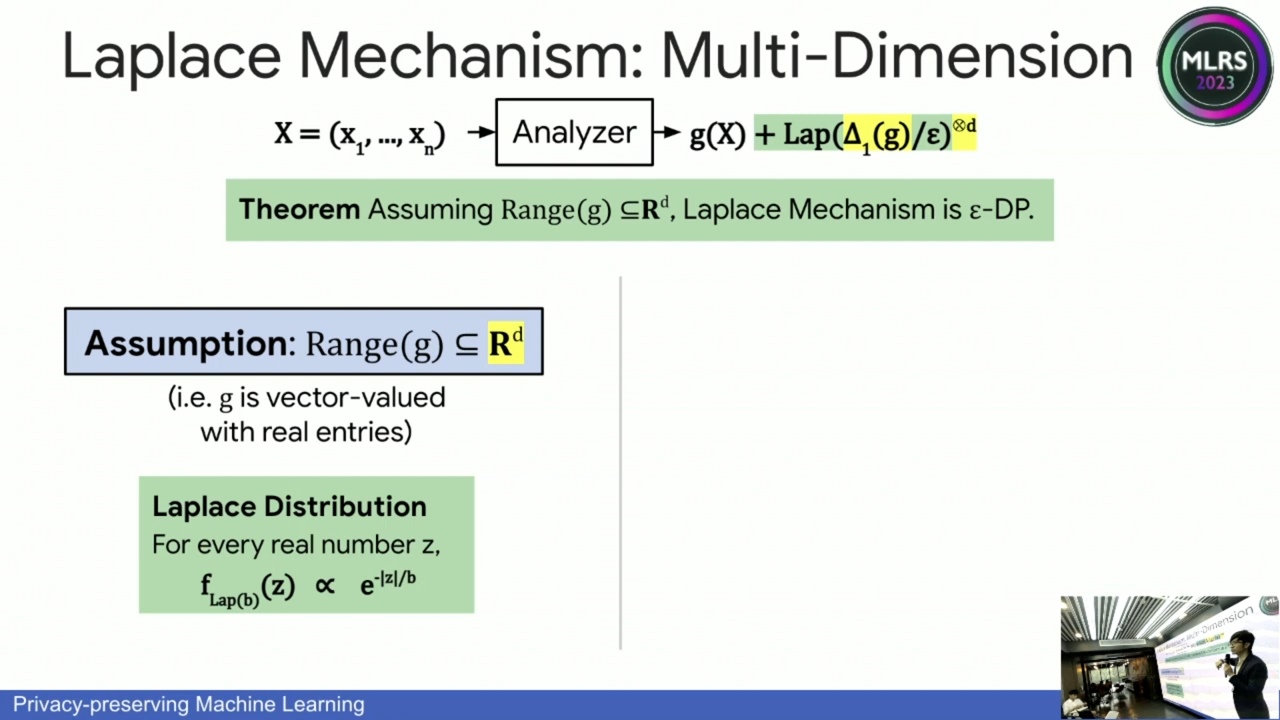 Laplace Mechanism: Multi-Dimension
MLRS
2023
X = (x₁, ..., xₙ)
Analyzer
g(X) + Lap(Δ₁(g)/ε)^⊗d
Theorem Assuming Range(g) ⊆ Rᵈ, Laplace Mechanism is ε-DP.
Assumption: Range(g) ⊆ Rᵈ
(i.e. g is vector-valued
with real entries)
Laplace Distribution
For every real number z,
f_Lap(b)(z) ∝ e^-|z|/b
Privacy-preserving Machine Learning